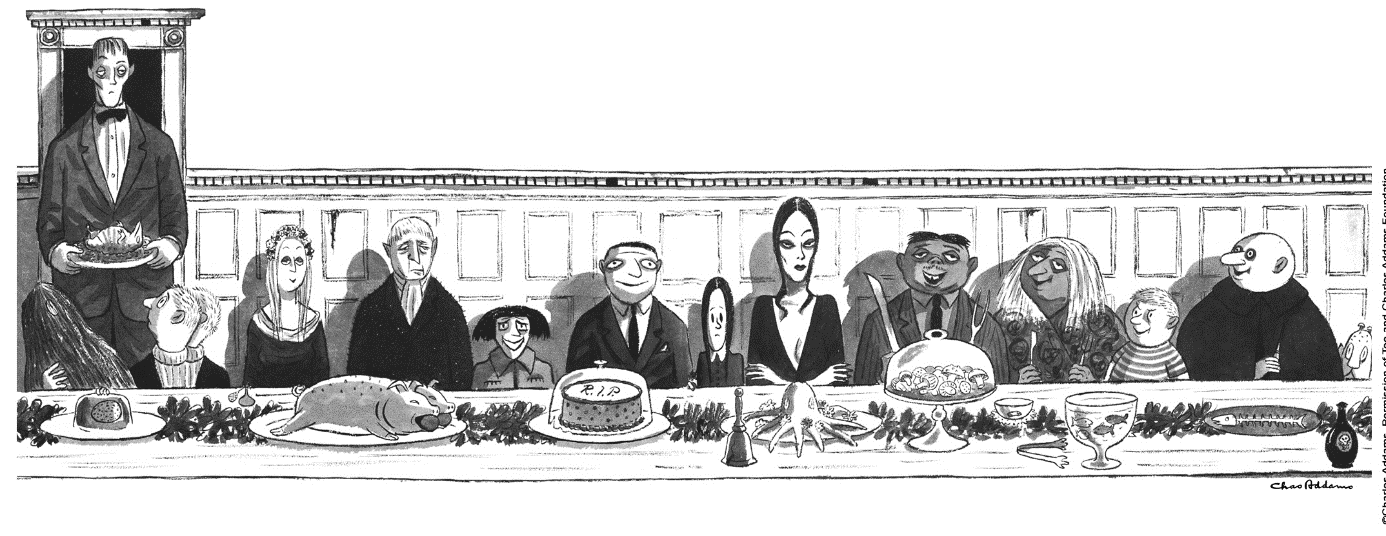 R.I.P
Chas Addams
©Charles Addams. Permission of Tee and Charles Addams Foundation